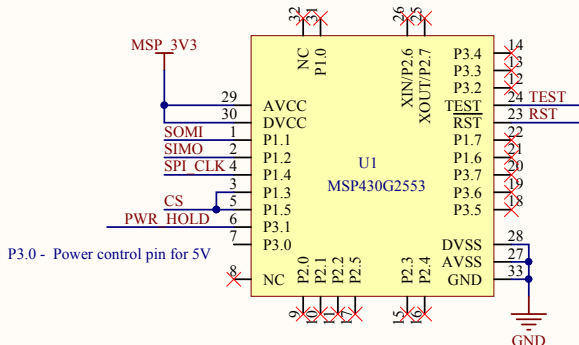 32 31 26 25
MSP_3V3
NC P1.0 XIN/P2.6 XOUT/P2.7
P3.4 14
P3.3 13
P3.2 12
29 AVCC TEST 24 TEST
30 DVCC RST 23 RST
SOMI 1 P1.1 P1.7 22
SIMO 2 P1.2 P1.6 21
SPI_CLK 4 P1.4 P3.7 20
3 P1.3 P3.6 19
CS 5 P1.5 P3.5 18
U1
MSP430G2553
PWR_HOLD 6 P3.1
7 P3.0 DVSS 28
P3.0 - Power control pin for 5V
AVSS 27
8 NC GND 33
P2.0 P2.1 P2.2 P2.5 P2.3 P2.4
9 10 11 17 15 16
GND